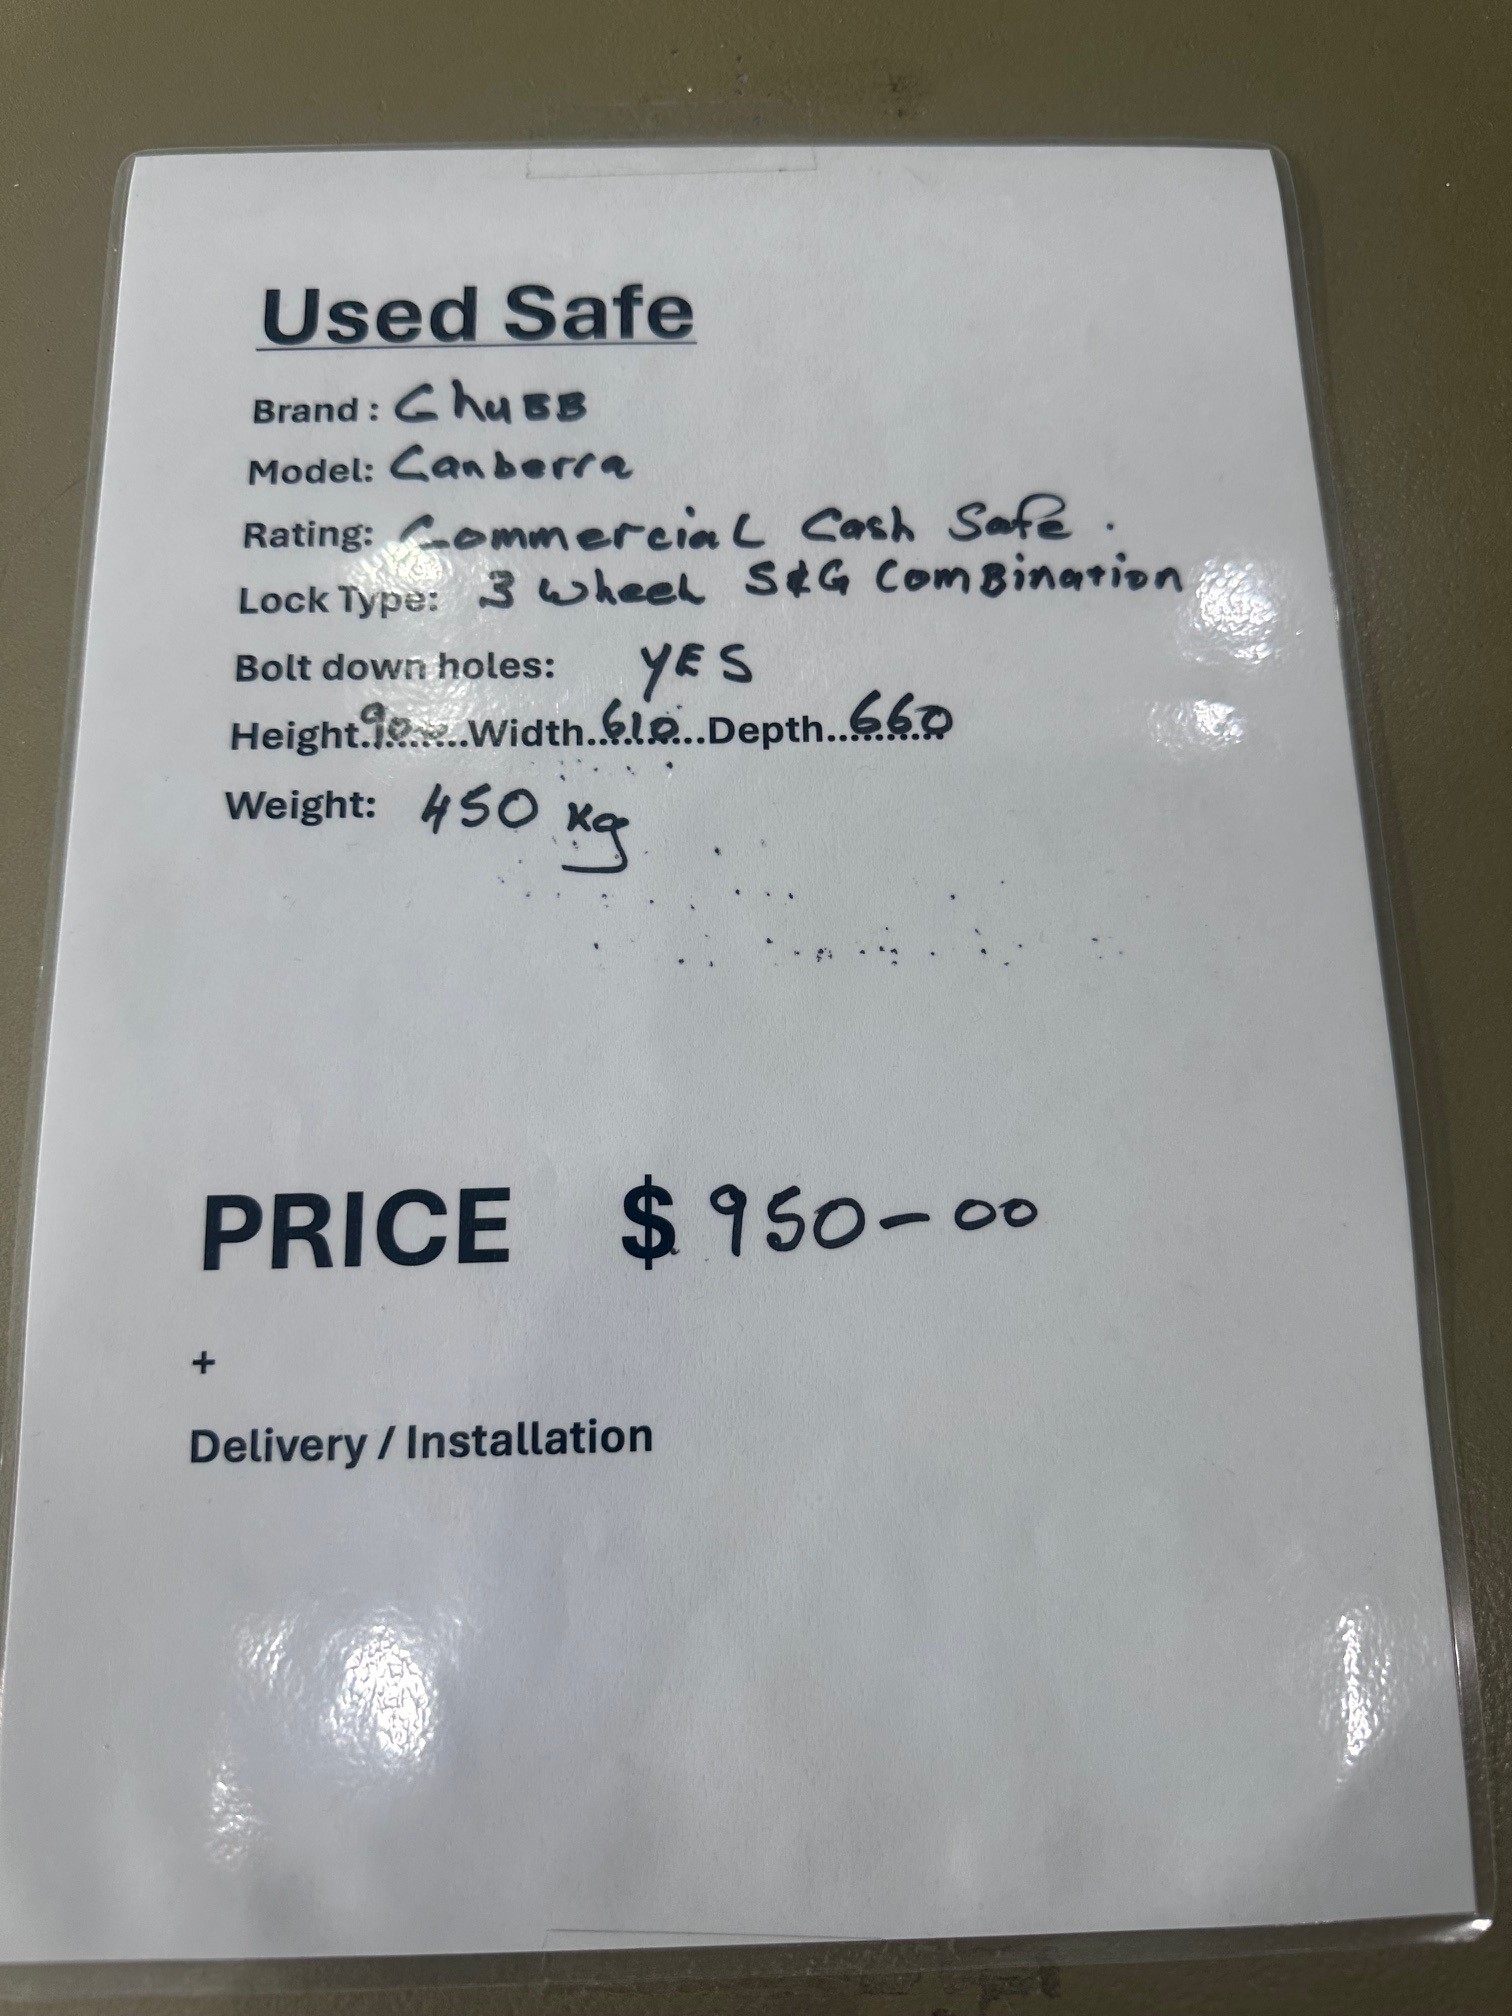 Used Safe
Brand: ChuBB
Model: Canberra
Rating: Commercial Cash Safe.
Lock Type: 3 wheel S&G ComBination
Bolt down holes: YES
Height.........Width..610...Depth..660
Weight: 450 kg
PRICE $ 950-00
+
Delivery / Installation